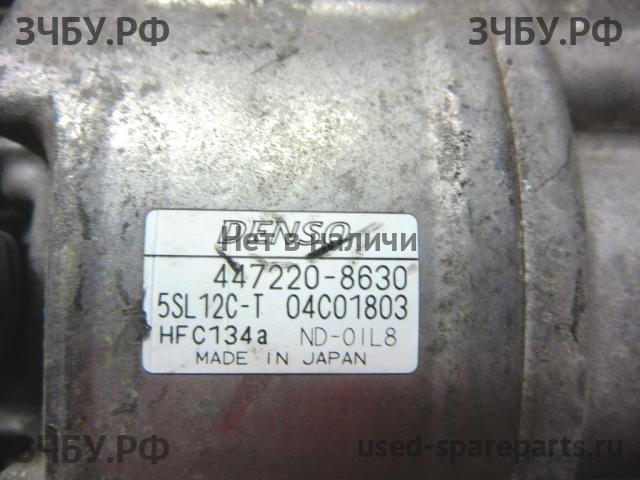 ЗЧБУ.РФ ЗЧБУ.РФ
DENSO
Нет в наличи
447220-8630
5SL12C-T 04C01803
HFC134a ND-OIL8
MADE IN JAPAN
ЗЧБУ.РФ used-spareparts.ru